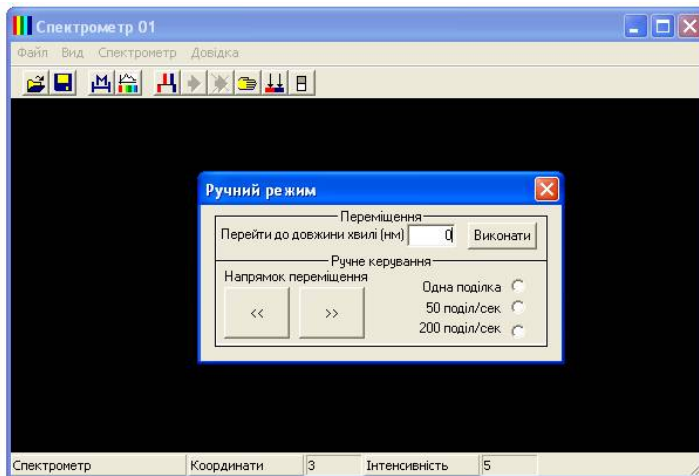 Спектрометр 01
Файл Вид Спектрометр Довідка
Ручний режим
Переміщення
Перейти до довжини хвилі (нм) 0 Виконати
Ручне керування
Напрямок переміщення
Одна поділка
<< >>
50 поділ/сек
200 поділ/сек
Спектрометр Координати 3 Інтенсивність 5